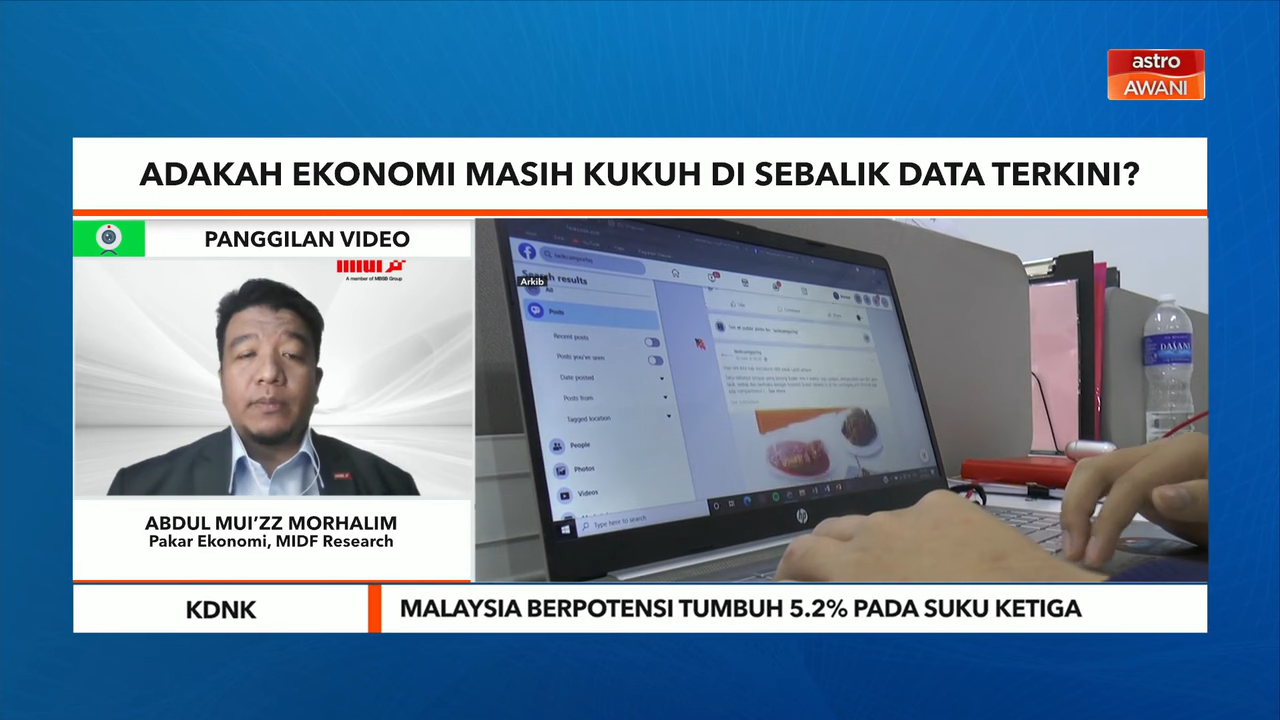 astro
AWANI
ADAKAH EKONOMI MASIH KUKUH DI SEBALIK DATA TERKINI?
PANGGILAN VIDEO
A member of MBSB Group
ABDUL MUI’ZZ MORHALIM
Pakar Ekonomi, MIDF Research
Arkib
Search results
All
Posts
Recent posts
Posts you've seen
Date posted
Posts from
Tagged location
People
Photos
Videos
Type here to search
hp
DASANI
KDNK
MALAYSIA BERPOTENSI TUMBUH 5.2% PADA SUKU KETIGA